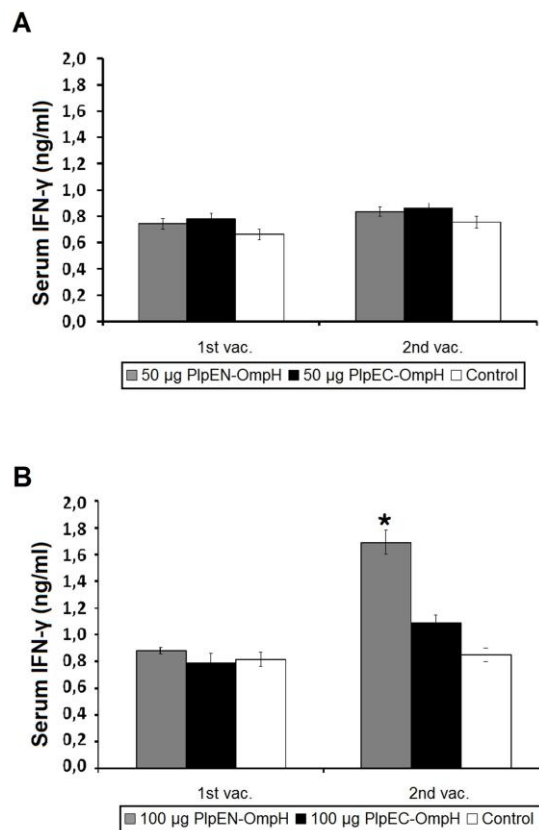 A
Serum IFN-γ (ng/ml)
2,0
1,8
1,6
1,4
1,2
1,0
0,8
0,6
0,4
0,2
0,0
1st vac.
2nd vac.
50 µg PlpEN-OmpH 50 µg PlpEC-OmpH Control
B
Serum IFN-γ (ng/ml)
2,0
1,8
1,6
1,4
1,2
1,0
0,8
0,6
0,4
0,2
0,0
*
1st vac.
2nd vac.
100 µg PlpEN-OmpH 100 µg PlpEC-OmpH Control